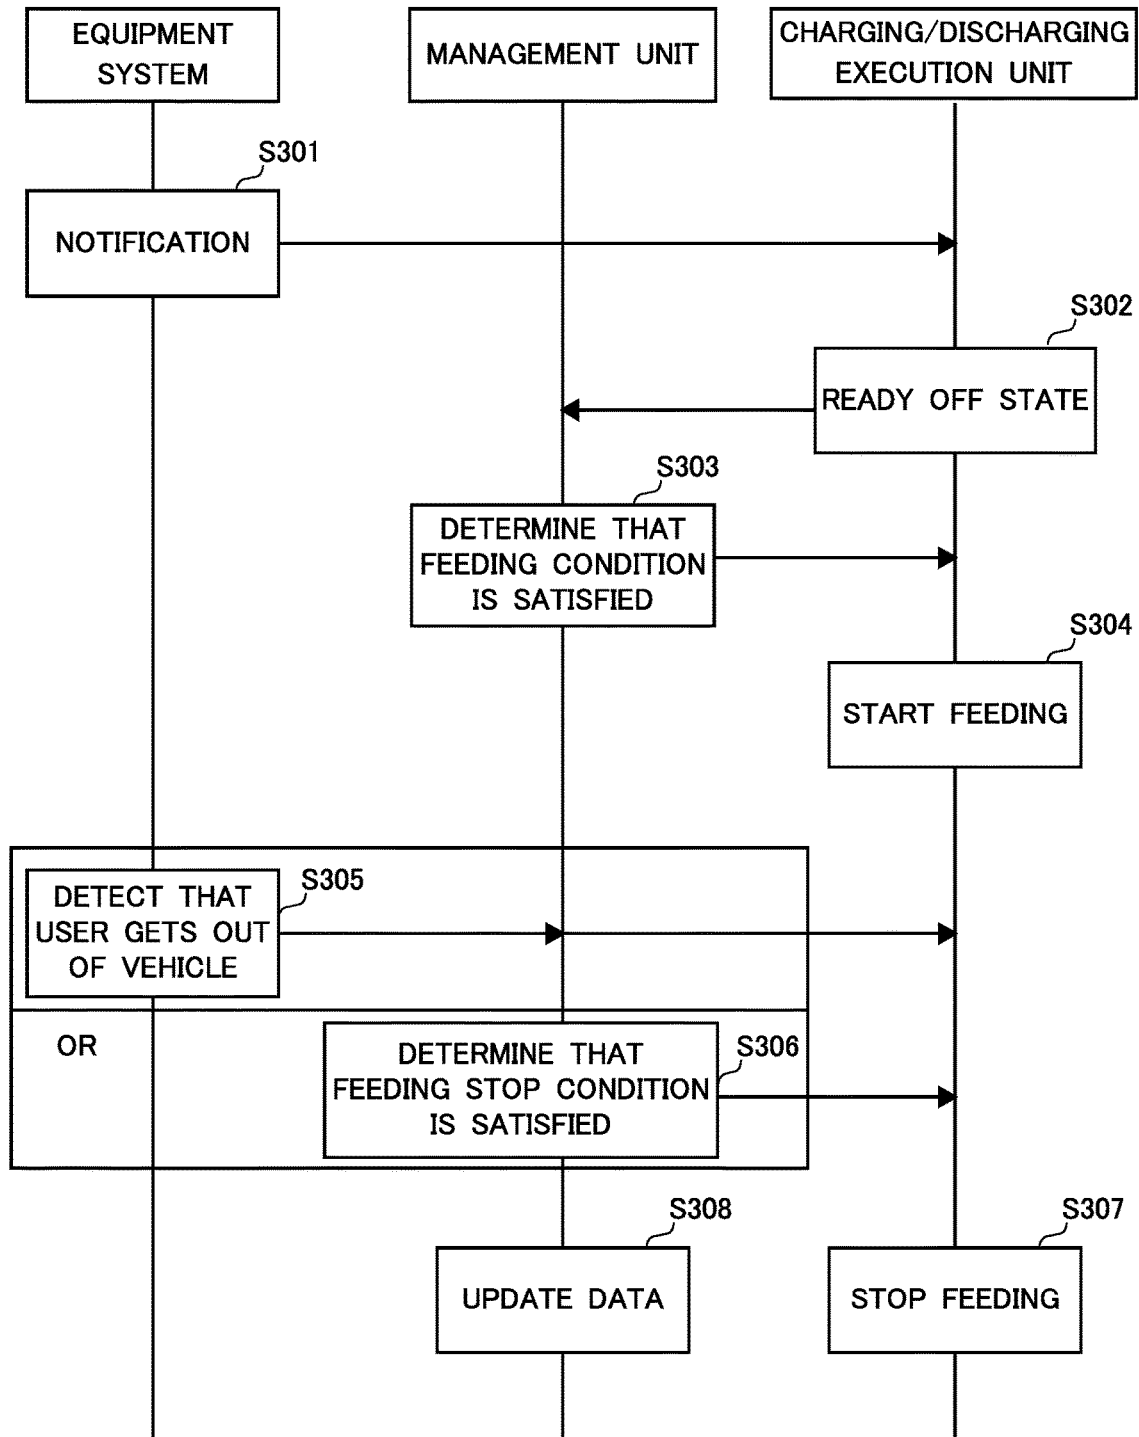 EQUIPMENT
SYSTEM
MANAGEMENT UNIT
CHARGING/DISCHARGING
EXECUTION UNIT
S301
NOTIFICATION
S302
READY OFF STATE
S303
DETERMINE THAT
FEEDING CONDITION
IS SATISFIED
S304
START FEEDING
S305
DETECT THAT
USER GETS OUT
OF VEHICLE
OR
S306
DETERMINE THAT
FEEDING STOP CONDITION
IS SATISFIED
S308
UPDATE DATA
S307
STOP FEEDING